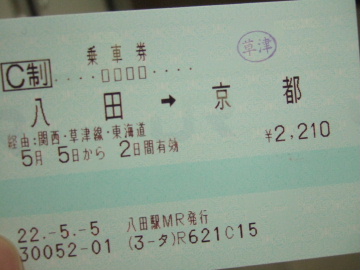 乗車券
草津
C制 ....□□□□....
八田 → 京都
経由:関西・草津線・東海道
¥2,210
5月 5日から 2日間有効
22.-5.-5 八田駅MR発行
30052-01 (3-タ)R621C15